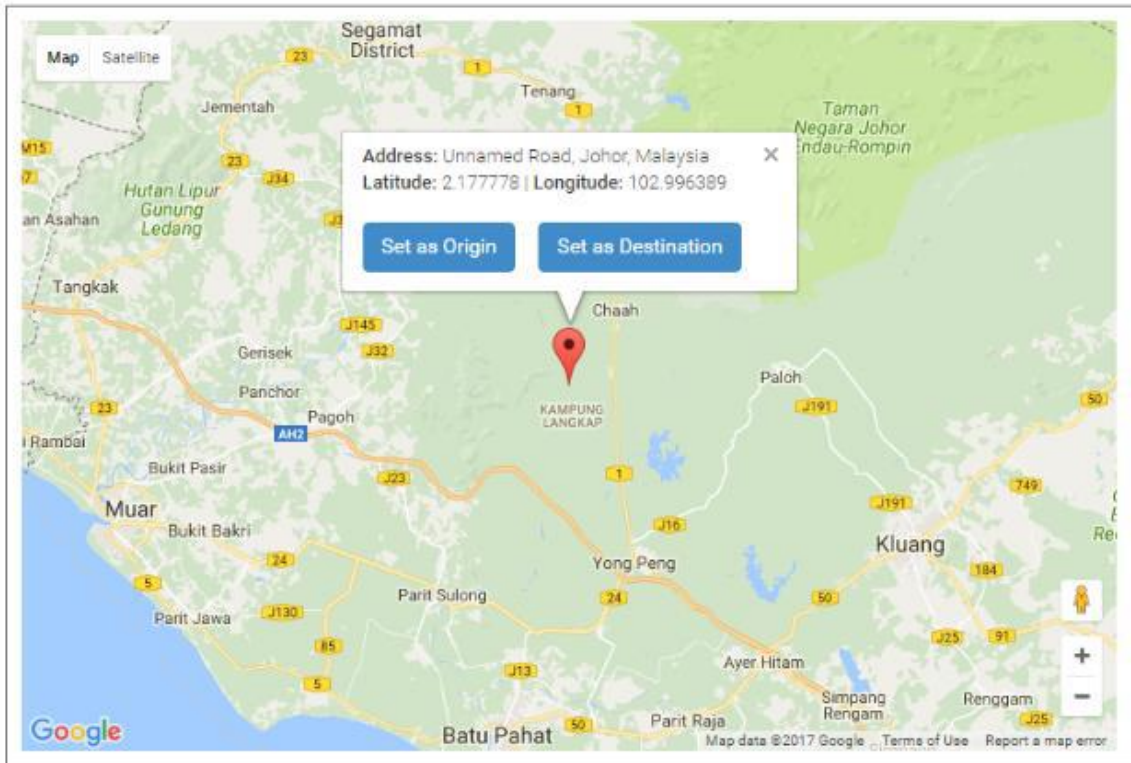 Map Satellite
Segamat
District
23
1
Tenang
Jementah
1
Taman
Negara Johor
Endau-Rompin
M15
23
J34
Hutan Lipur
Gunung
Ledang
an Asahan
Address: Unnamed Road, Johor, Malaysia
Latitude: 2.177778 | Longitude: 102.996389
Set as Origin Set as Destination
Tangkak
Chaah
J145
J32
Gerisek
Panchor
Pagoh
23
AH2
KAMPUNG
LANGKAP
Paloh
J191
50
i Rambai
Bukit Pasir
J23
1
749
J191
Muar
Bukit Bakri
J16
Kluang
24
Yong Peng
184
5
Parit Sulong
24
50
Parit Jawa
J130
J25
91
85
Ayer Hitam
J13
5
Simpang
Rengam
Renggam
J25
50
Parit Raja
Batu Pahat
Google
Map data ©2017 Google Terms of Use Report a map error